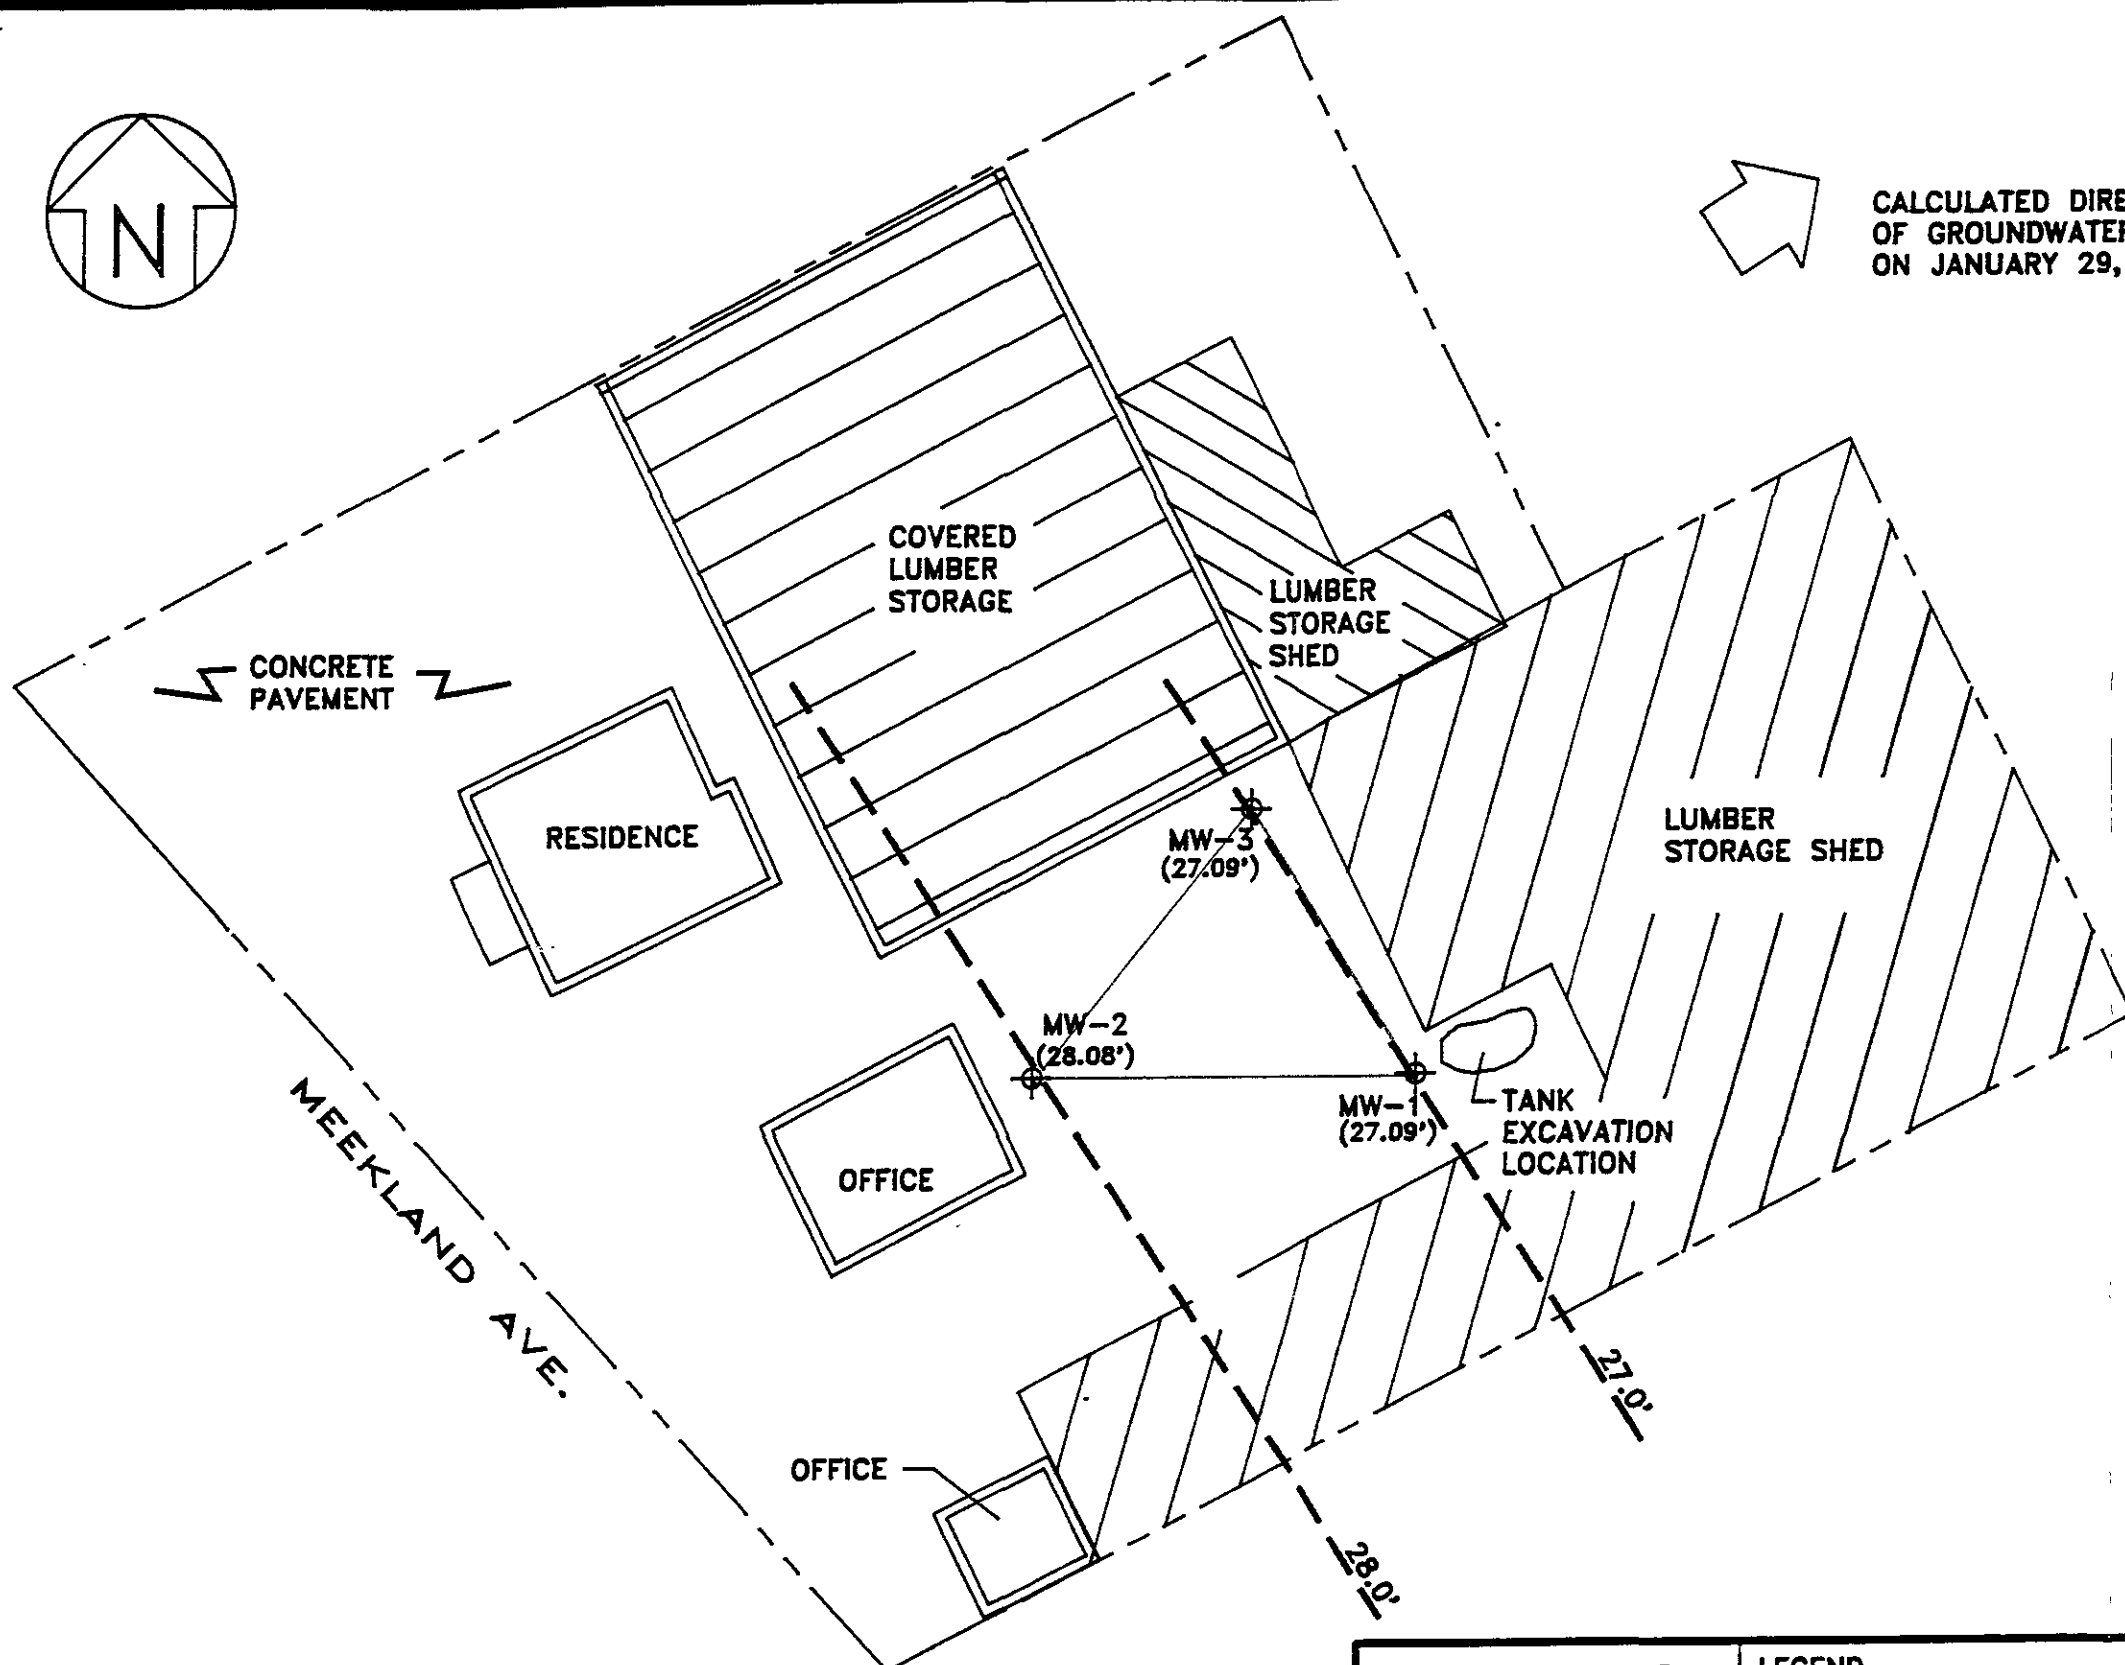 N
CALCULATED DIRE
OF GROUNDWATER
ON JANUARY 29,
COVERED
LUMBER
STORAGE
LUMBER
STORAGE
SHED
CONCRETE
PAVEMENT
RESIDENCE
MW-3
(27.09')
LUMBER
STORAGE SHED
MW-2
(28.08')
MW-1
(27.09')
TANK
EXCAVATION
LOCATION
OFFICE
MEEKLAND AVE.
27.0'
OFFICE
28.0'
LEGEND